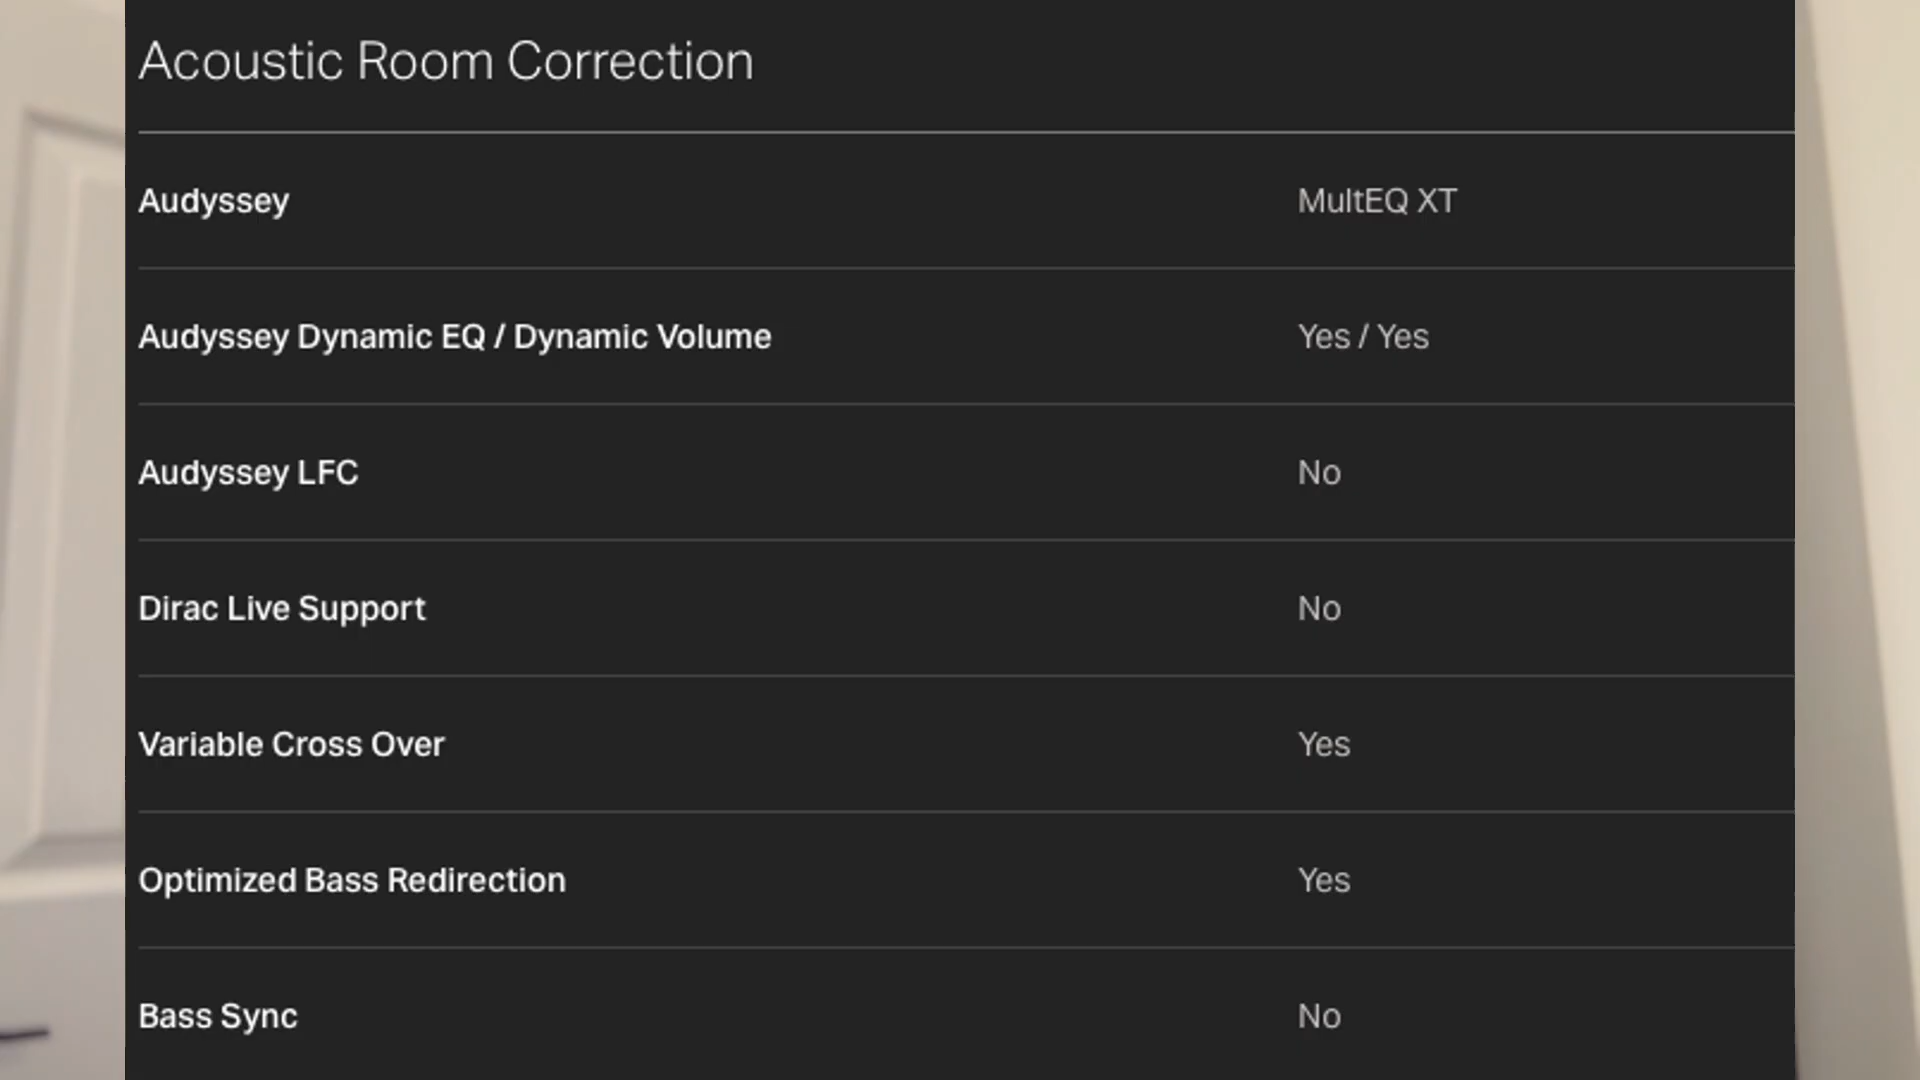 Acoustic Room Correction
Audyssey MultEQ XT
Audyssey Dynamic EQ / Dynamic Volume Yes / Yes
Audyssey LFC No
Dirac Live Support No
Variable Cross Over Yes
Optimized Bass Redirection Yes
Bass Sync No